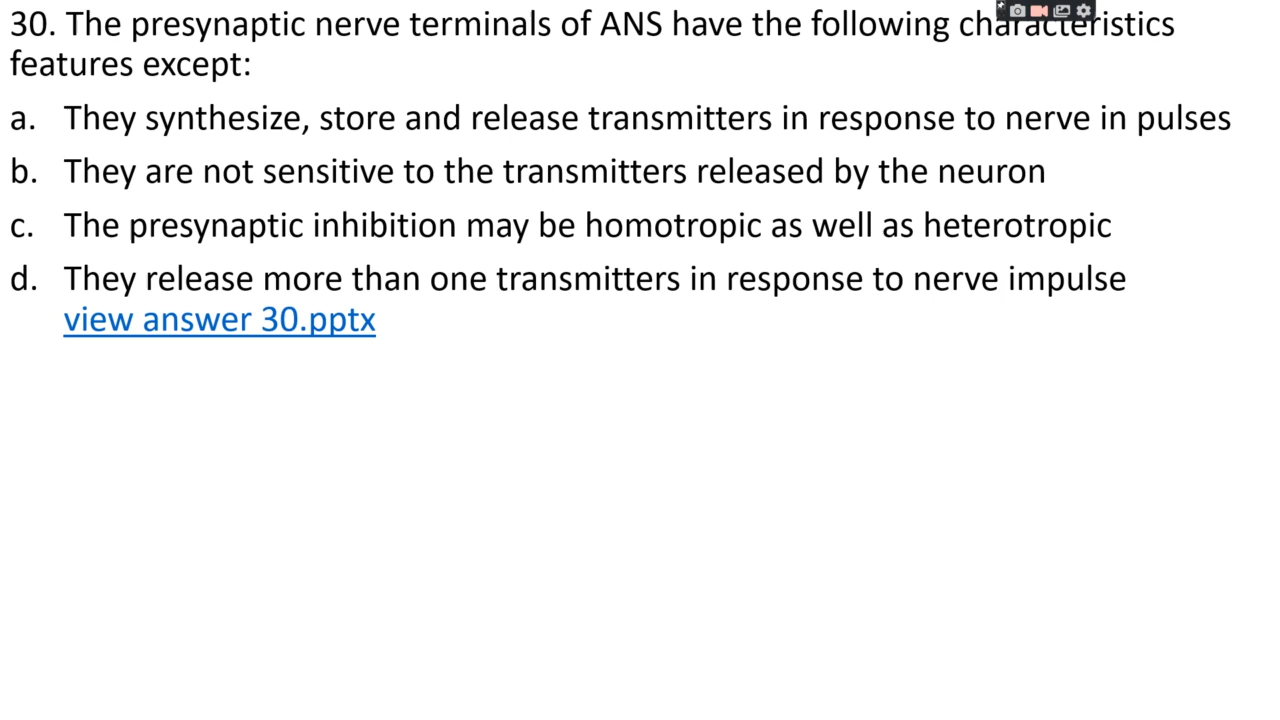 30. The presynaptic nerve terminals of ANS have the following characteristics
features except:
a. They synthesize, store and release transmitters in response to nerve in pulses
b. They are not sensitive to the transmitters released by the neuron
c. The presynaptic inhibition may be homotropic as well as heterotropic
d. They release more than one transmitters in response to nerve impulse
view answer 30.pptx